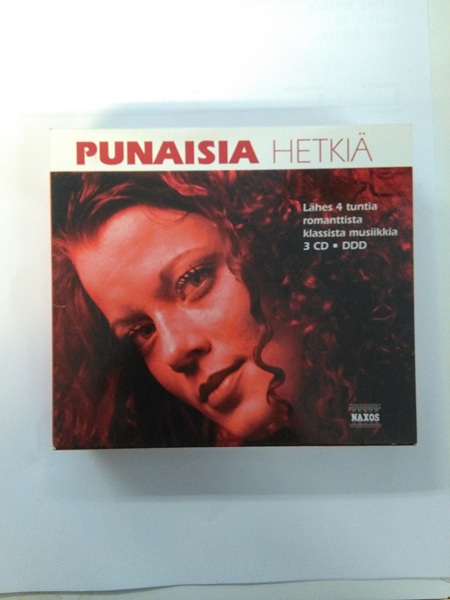 PUNAISIA HETKIÄ
Lähes 4 tuntia
romanttista
klassista musiikkia
3 CD ▪ DDD
NAXOS